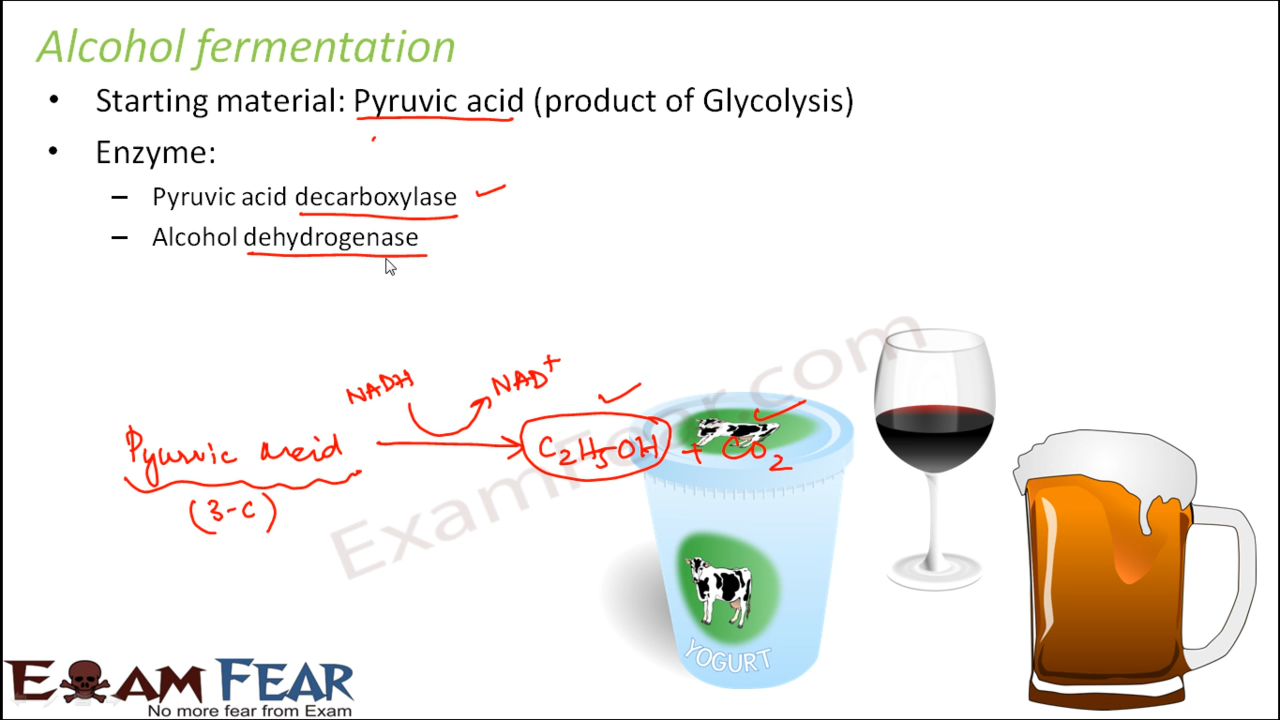 Alcohol fermentation
• Starting material: Pyruvic acid (product of Glycolysis)
• Enzyme:
– Pyruvic acid decarboxylase
– Alcohol dehydrogenase
NADH NAD⁺
Pyruvic acid → C₂H₅OH + CO₂
(3-C)
ExamFear.com
YOGURT
EXAM FEAR
No more fear from Exam